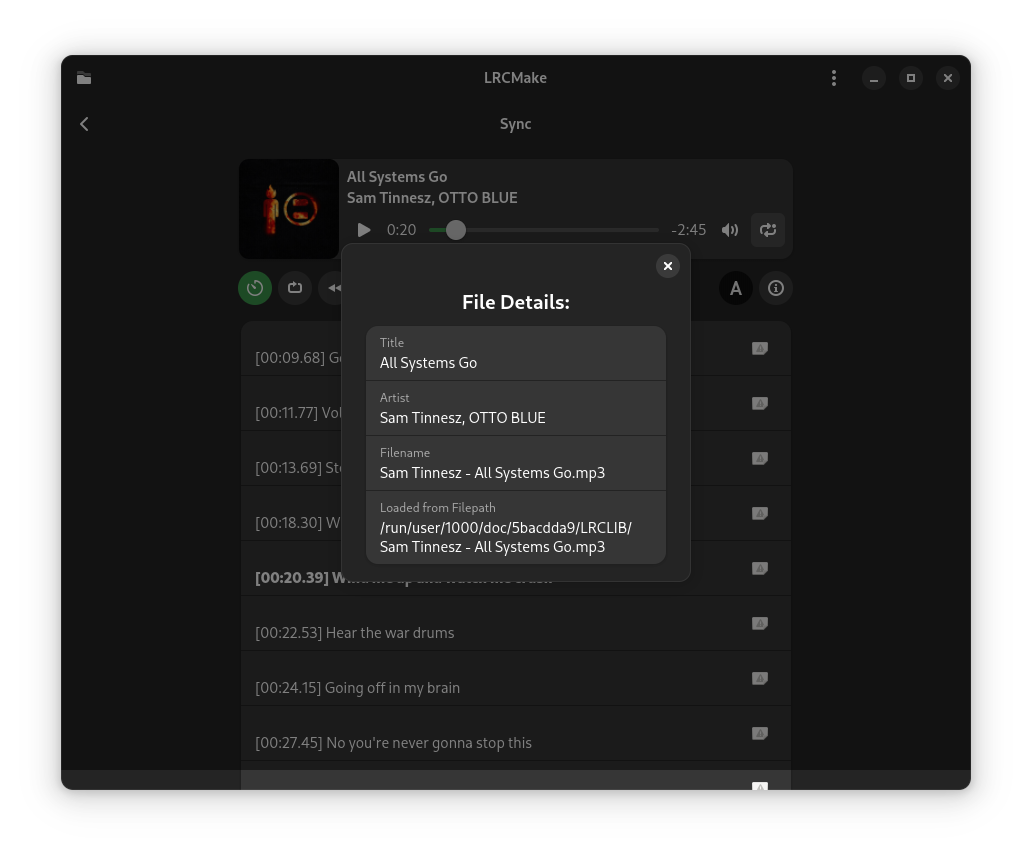 LRCMake
Sync
All Systems Go
Sam Tinnesz, OTTO BLUE
0:20
-2:45
A
File Details:
Title
All Systems Go
Artist
Sam Tinnesz, OTTO BLUE
Filename
Sam Tinnesz - All Systems Go.mp3
Loaded from Filepath
/run/user/1000/doc/5bacdda9/LRCLIB/
Sam Tinnesz - All Systems Go.mp3
[00:09.68]
[00:11.77]
[00:13.69]
[00:18.30]
[00:20.39]
[00:22.53] Hear the war drums
[00:24.15] Going off in my brain
[00:27.45] No you're never gonna stop this